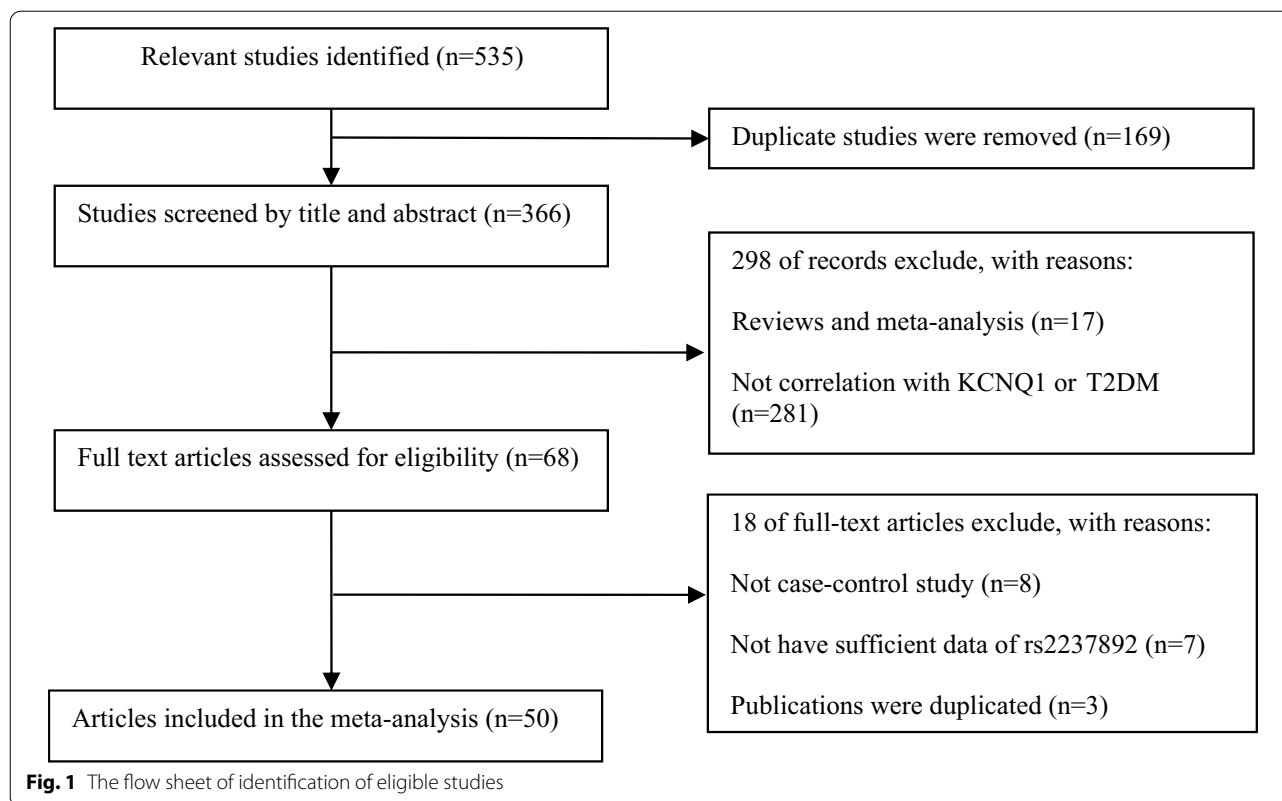 Relevant studies identified (n=535)
Duplicate studies were removed (n=169)
Studies screened by title and abstract (n=366)
298 of records exclude, with reasons:
Reviews and meta-analysis (n=17)
Not correlation with KCNQ1 or T2DM
(n=281)
Full text articles assessed for eligibility (n=68)
18 of full-text articles exclude, with reasons:
Not case-control study (n=8)
Not have sufficient data of rs2237892 (n=7)
Publications were duplicated (n=3)
Articles included in the meta-analysis (n=50)
Fig. 1 The flow sheet of identification of eligible studies